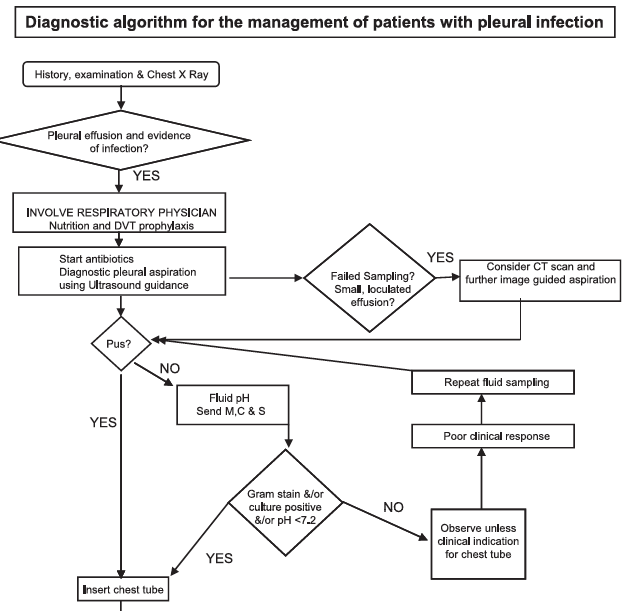 Diagnostic algorithm for the management of patients with pleural infection
History, examination & Chest X Ray
Pleural effusion and evidence
of infection?
YES
INVOLVE RESPIRATORY PHYSICIAN
Nutrition and DVT prophylaxis
Start antibiotics
Diagnostic pleural aspiration
using Ultrasound guidance
Failed Sampling?
Small, loculated
effusion?
YES
Consider CT scan and
further image guided aspiration
Pus?
NO
YES
Fluid pH
Send M,C & S
Repeat fluid sampling
Poor clinical response
Gram stain &/or
culture positive
&/or pH <7.2
NO
Observe unless
clinical indication
for chest tube
YES
Insert chest tube